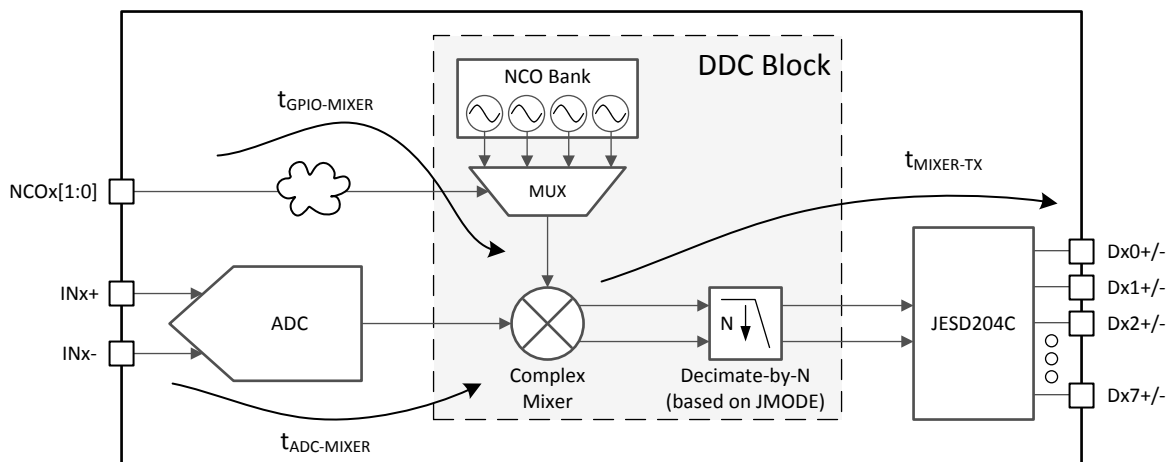 NCO Bank
DDC Block
tGPIO-MIXER
tMIXER-TX
NCOx[1:0]
MUX
Dx0+/-
INx+
Dx1+/-
ADC
N
JESD204C
Dx2+/-
INx-
Complex
Mixer
Decimate-by-N
(based on JMODE)
Dx7+/-
tADC-MIXER